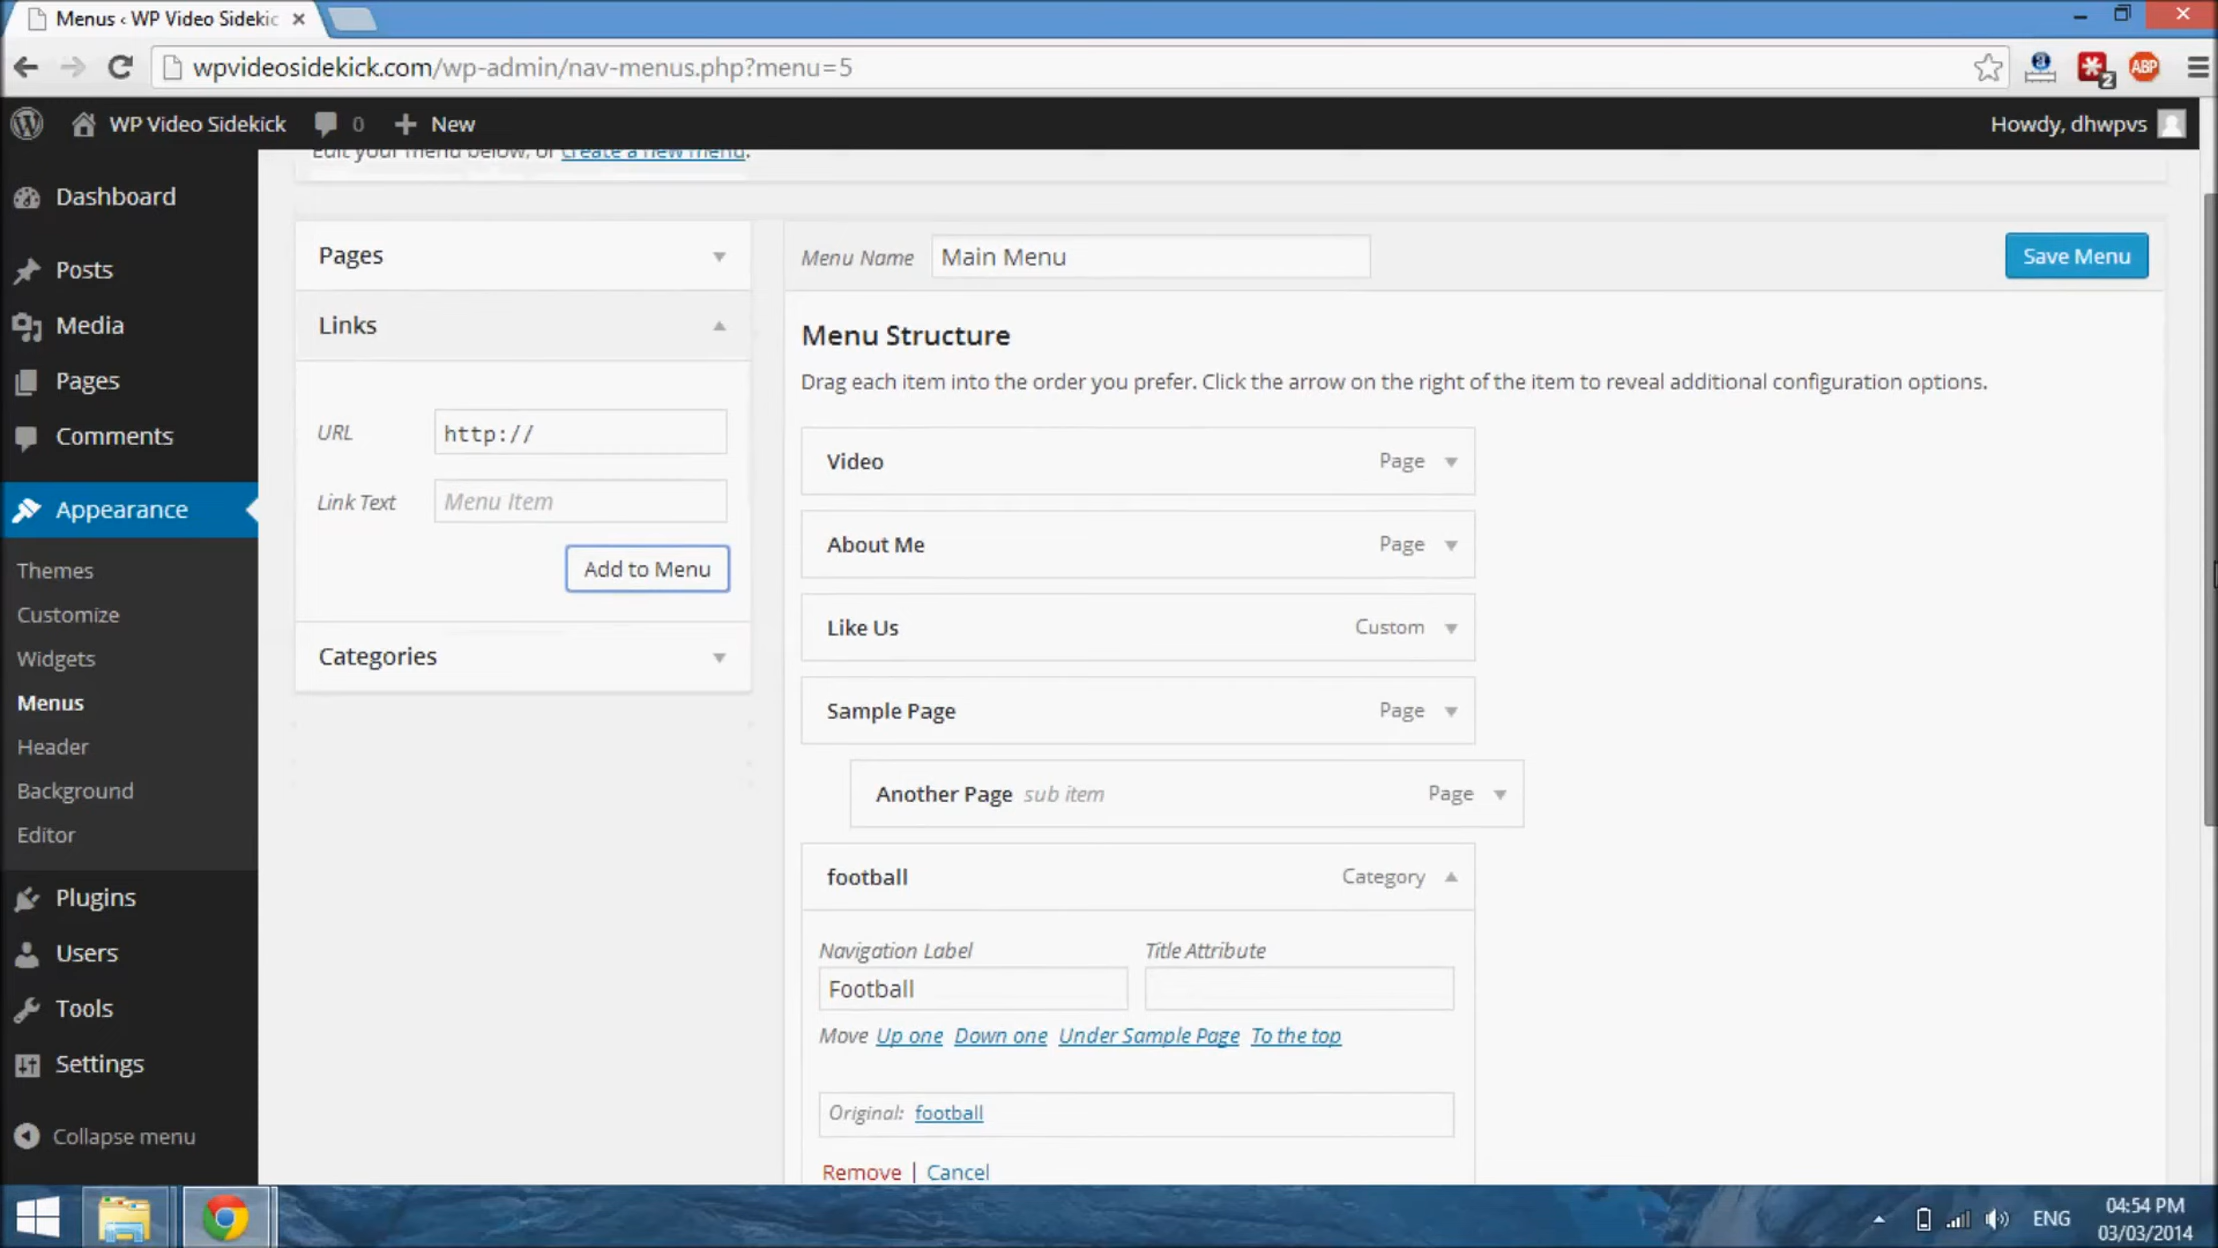 Menus ‹ WP Video Sidekic
wpvideosidekick.com/wp-admin/nav-menus.php?menu=5
ABP
2
WP Video Sidekick 0 New Howdy, dhwpvs
Edit your menu below, or create a new menu.
Dashboard
Posts
Media
Pages
Comments
Appearance
Themes
Customize
Widgets
Menus
Header
Background
Editor
Plugins
Users
Tools
Settings
Collapse menu
Pages
Links
URL http://
Link Text Menu Item
Add to Menu
Categories
Menu Name Main Menu Save Menu
Menu Structure
Drag each item into the order you prefer. Click the arrow on the right of the item to reveal additional configuration options.
Video Page
About Me Page
Like Us Custom
Sample Page Page
Another Page sub item Page
football Category
Navigation Label Title Attribute
Football
Move Up one Down one Under Sample Page To the top
Original: football
Remove | Cancel
ENG
04:54 PM
03/03/2014